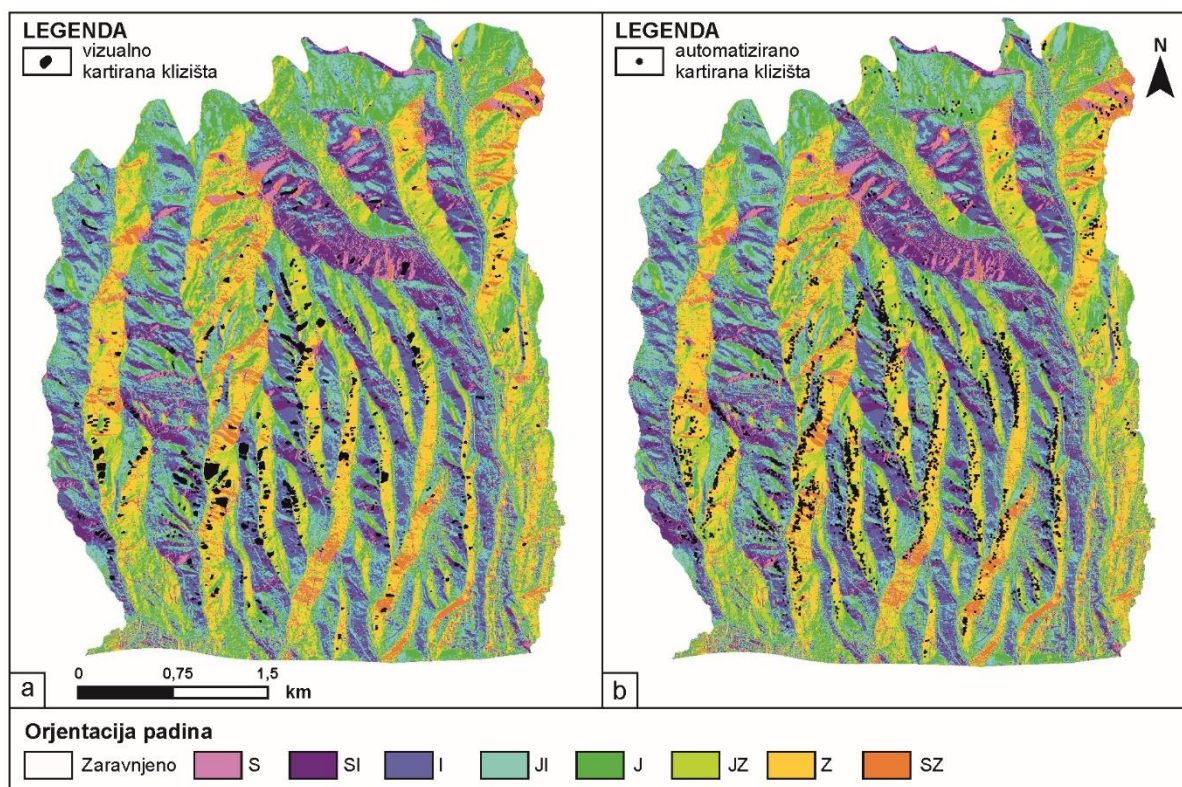 LEGENDA
vizualno
kartirana klizišta
LEGENDA
automatizirano
kartirana klizišta
N
a
0 0,75 1,5
km
b
Orjentacija padina
Zaravnjeno S SI I JI J JZ Z SZ